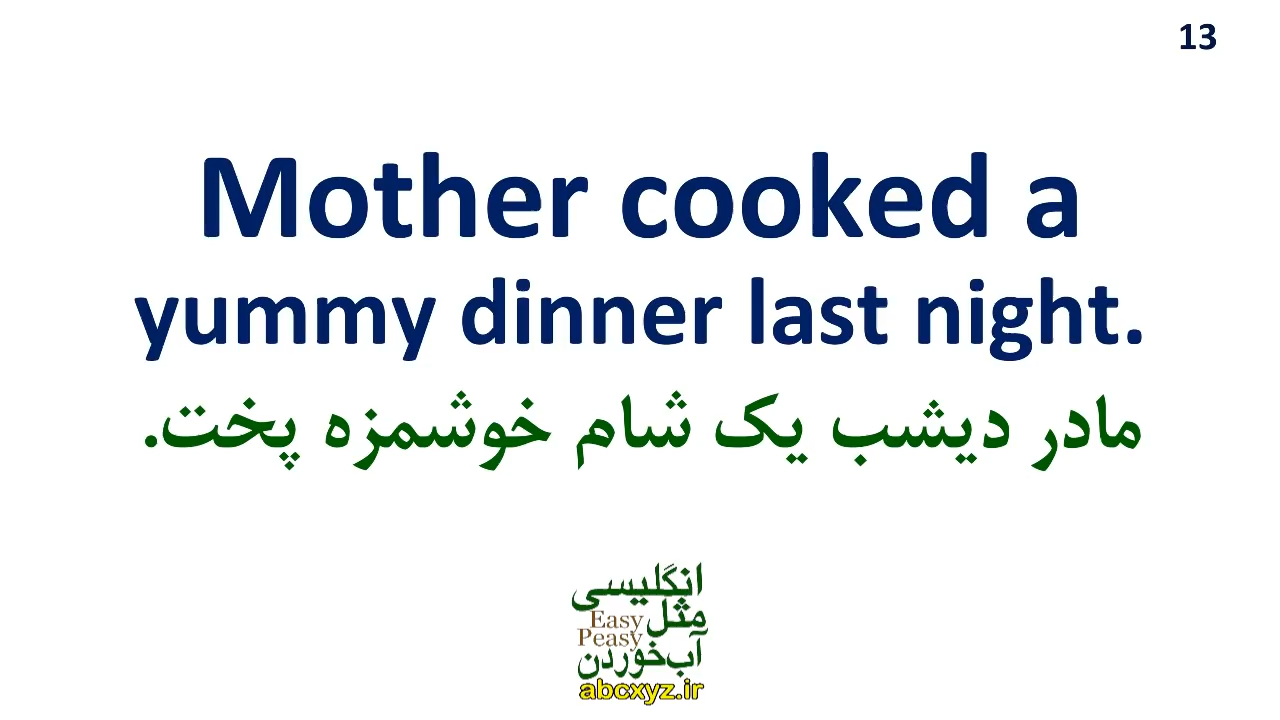 13
Mother cooked a
yummy dinner last night.
مادر دیشب یک شام خوشمزه پخت.
انگلیسی
مثل
Easy
Peasy
آب‌خوردن
abcxyz.ir